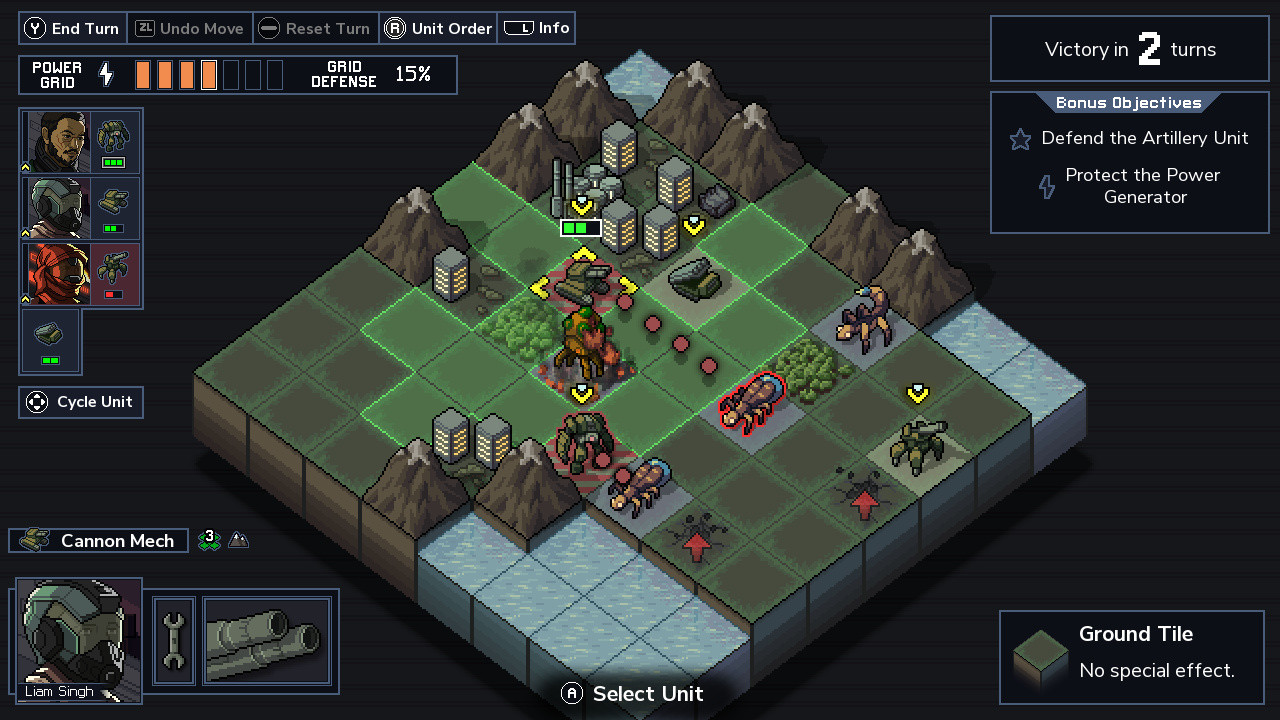 Y End Turn ZL Undo Move Reset Turn R Unit Order L Info
POWER GRID
GRID DEFENSE
15%
Victory in 2 turns
Bonus Objectives
Defend the Artillery Unit
Protect the Power
Generator
Cycle Unit
Cannon Mech
3
Liam Singh
A Select Unit
Ground Tile
No special effect.